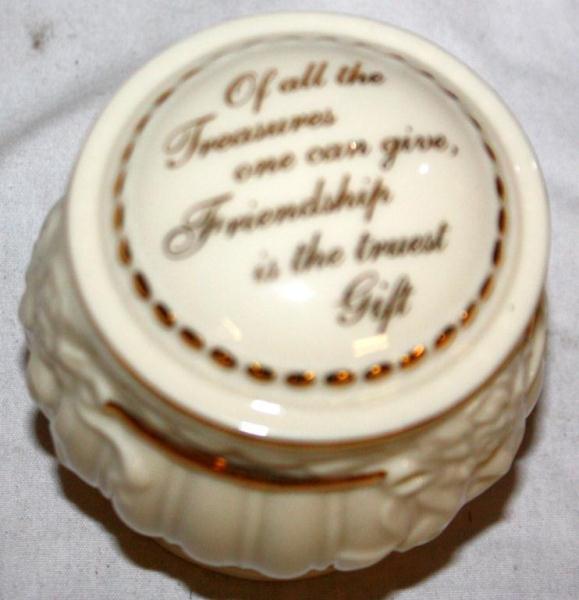 Of all the
Treasures
one can give,
Friendship
is the truest
Gift